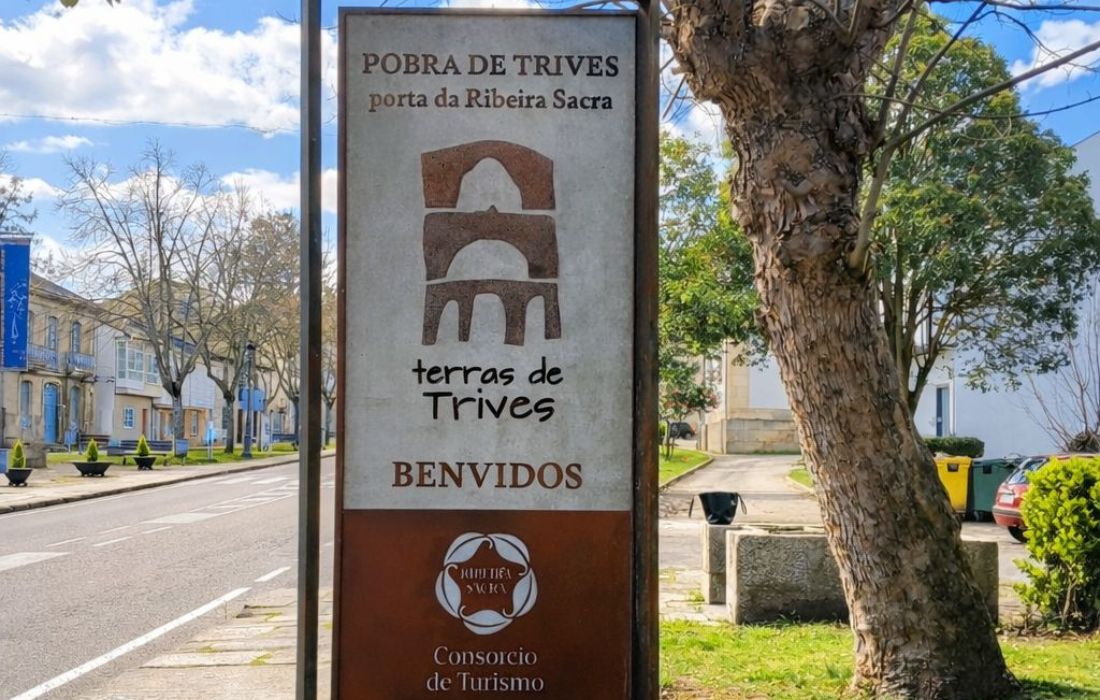 POBRA DE TRIVES
porta da Ribeira Sacra
terras de
Trives
BENVIDOS
RIBEIRA
SACRA
Consorcio
de Turismo